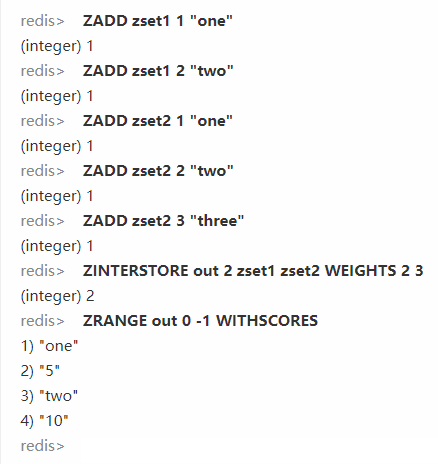 redis> ZADD zset1 1 "one"
(integer) 1
redis> ZADD zset1 2 "two"
(integer) 1
redis> ZADD zset2 1 "one"
(integer) 1
redis> ZADD zset2 2 "two"
(integer) 1
redis> ZADD zset2 3 "three"
(integer) 1
redis> ZINTERSTORE out 2 zset1 zset2 WEIGHTS 2 3
(integer) 2
redis> ZRANGE out 0 -1 WITHSCORES
1) "one"
2) "5"
3) "two"
4) "10"
redis>